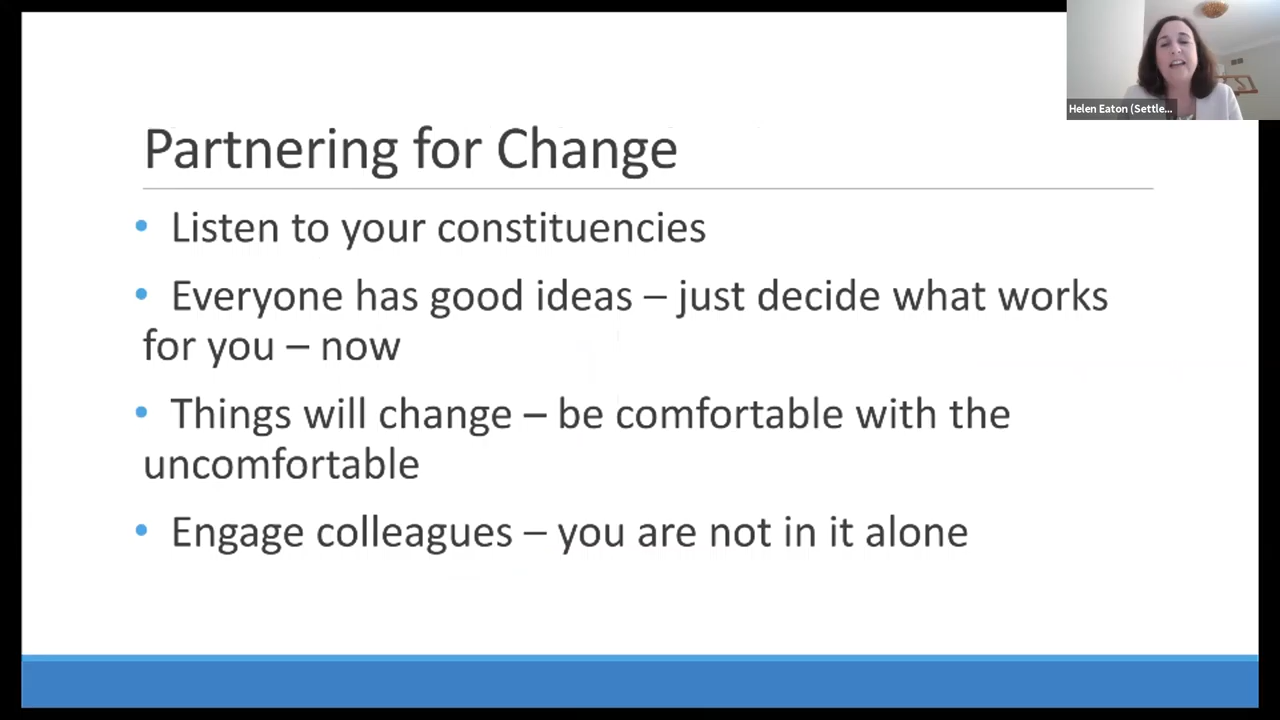 Helen Eaton (Settle...
Partnering for Change
• Listen to your constituencies
• Everyone has good ideas – just decide what works
for you – now
• Things will change – be comfortable with the
uncomfortable
• Engage colleagues – you are not in it alone